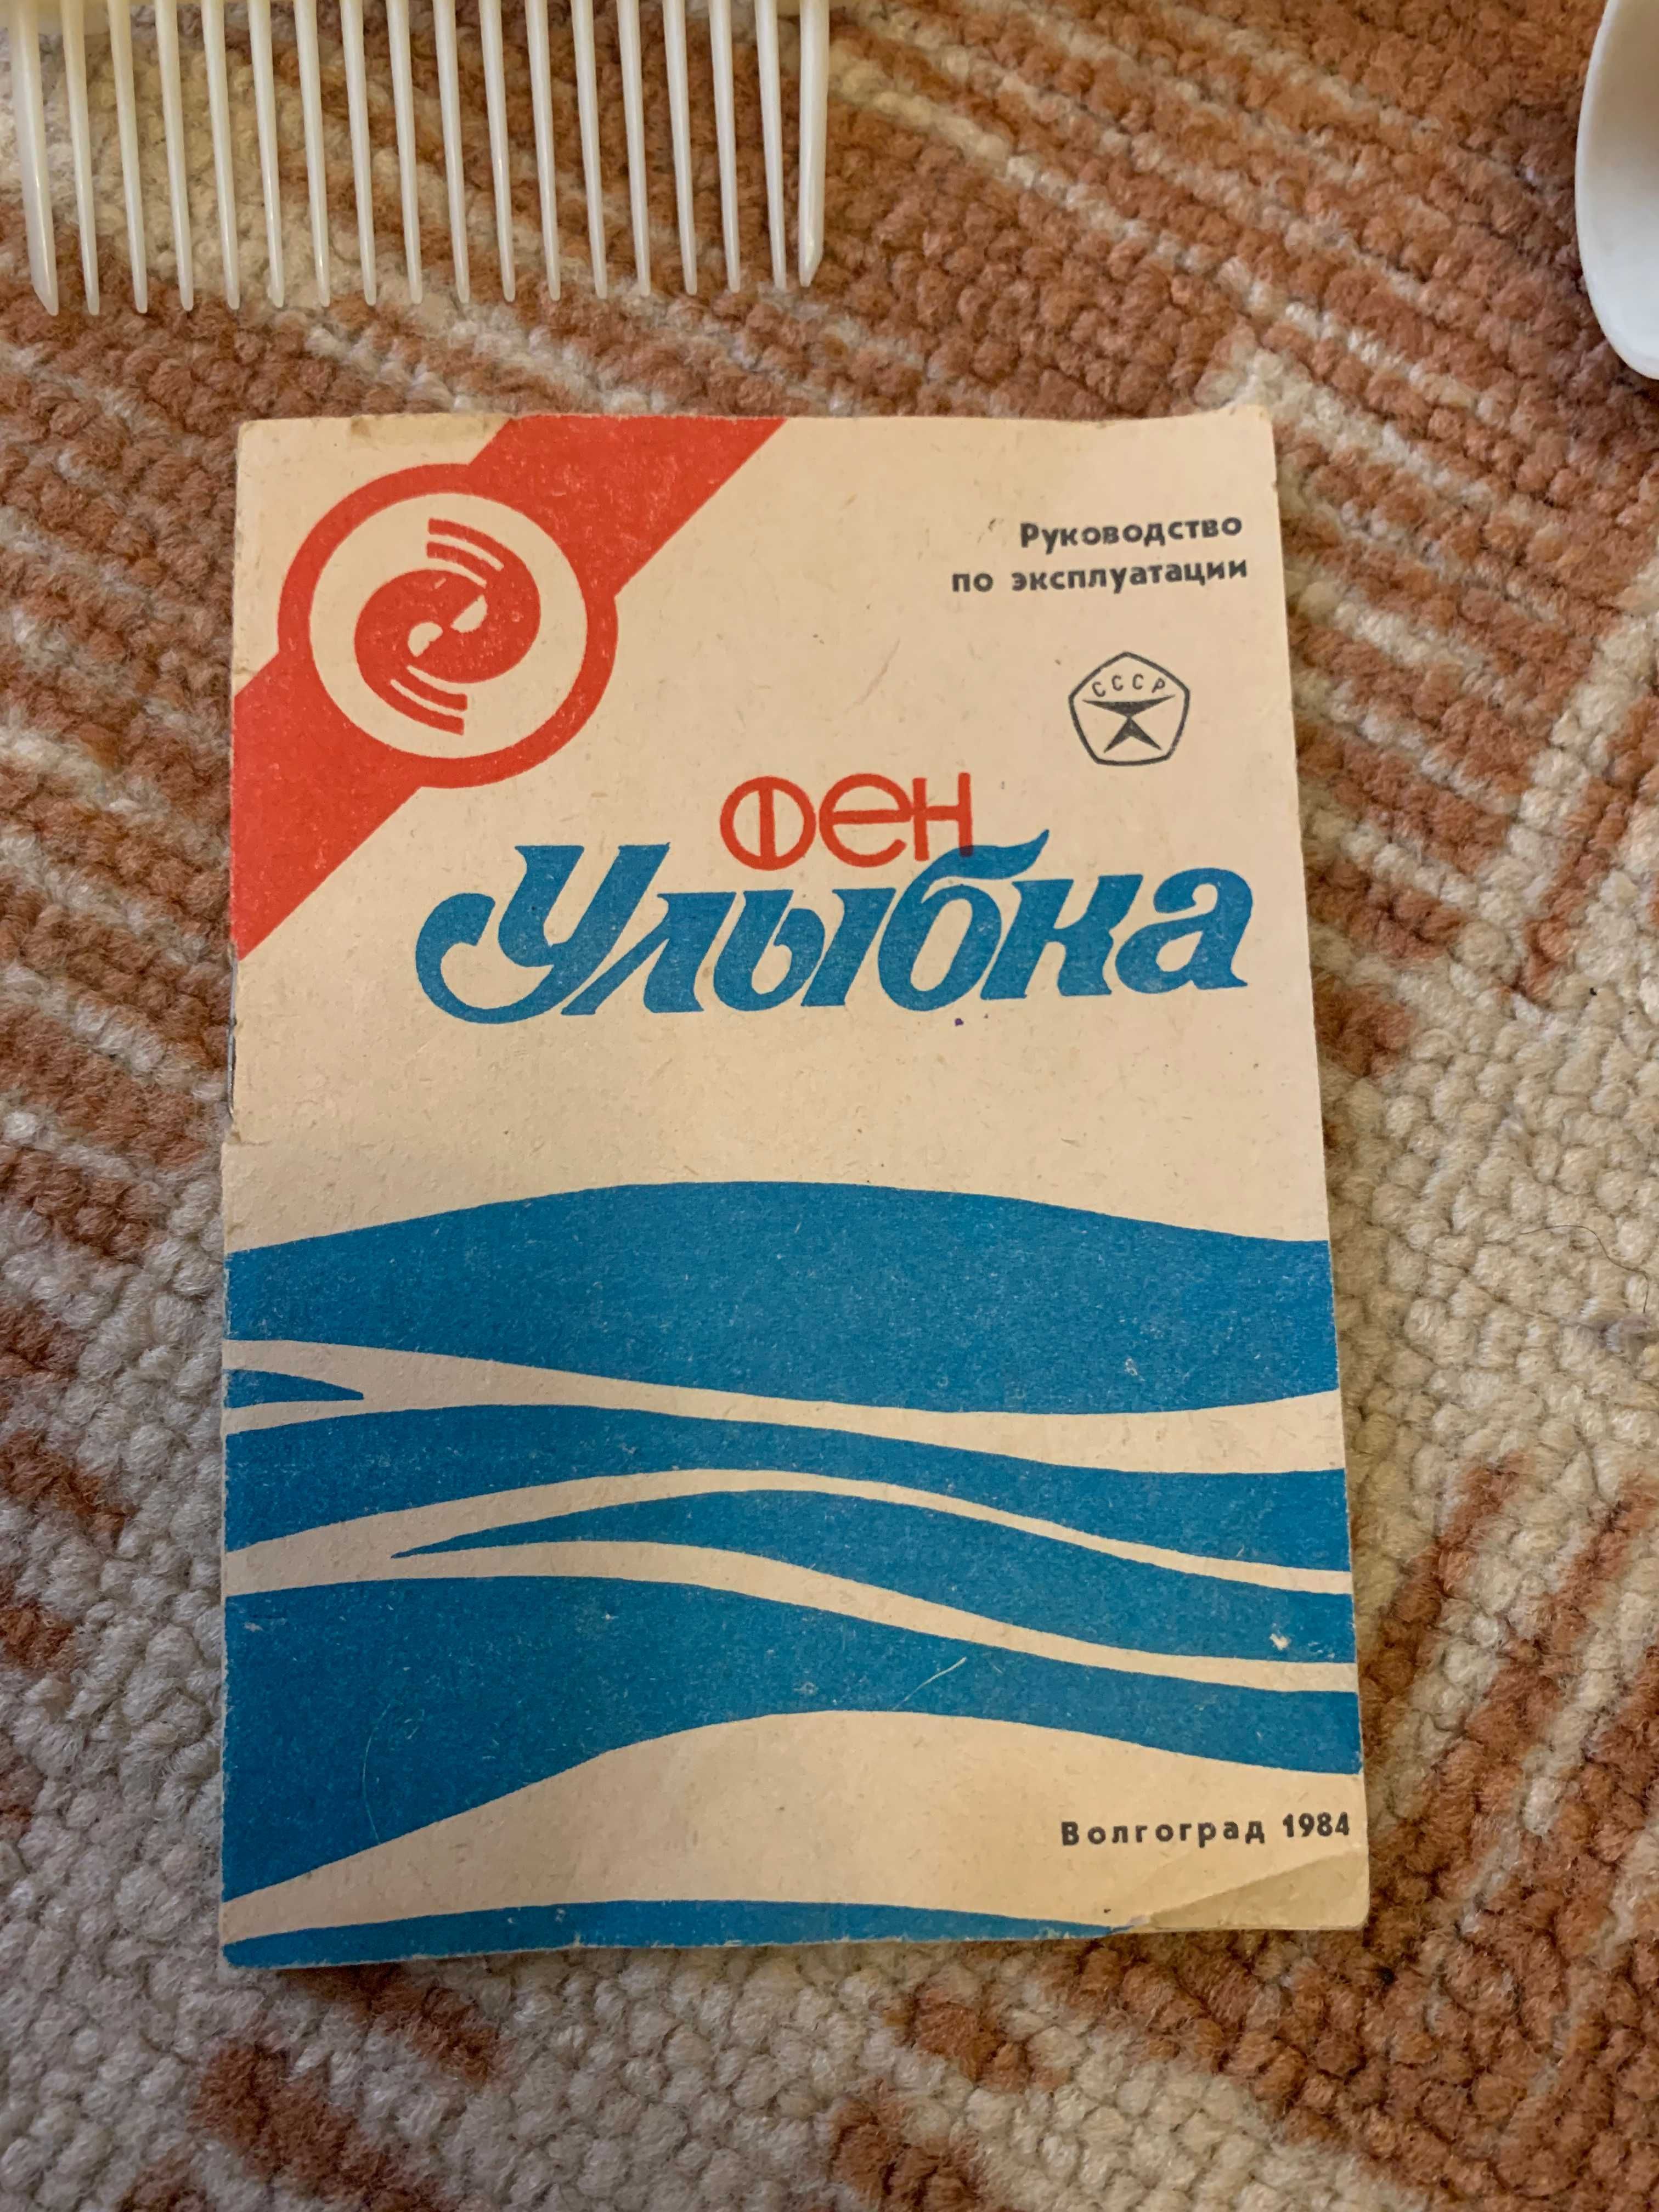 Руководство
по эксплуатации
СССР
фен
Улыбка
Волгоград 1984